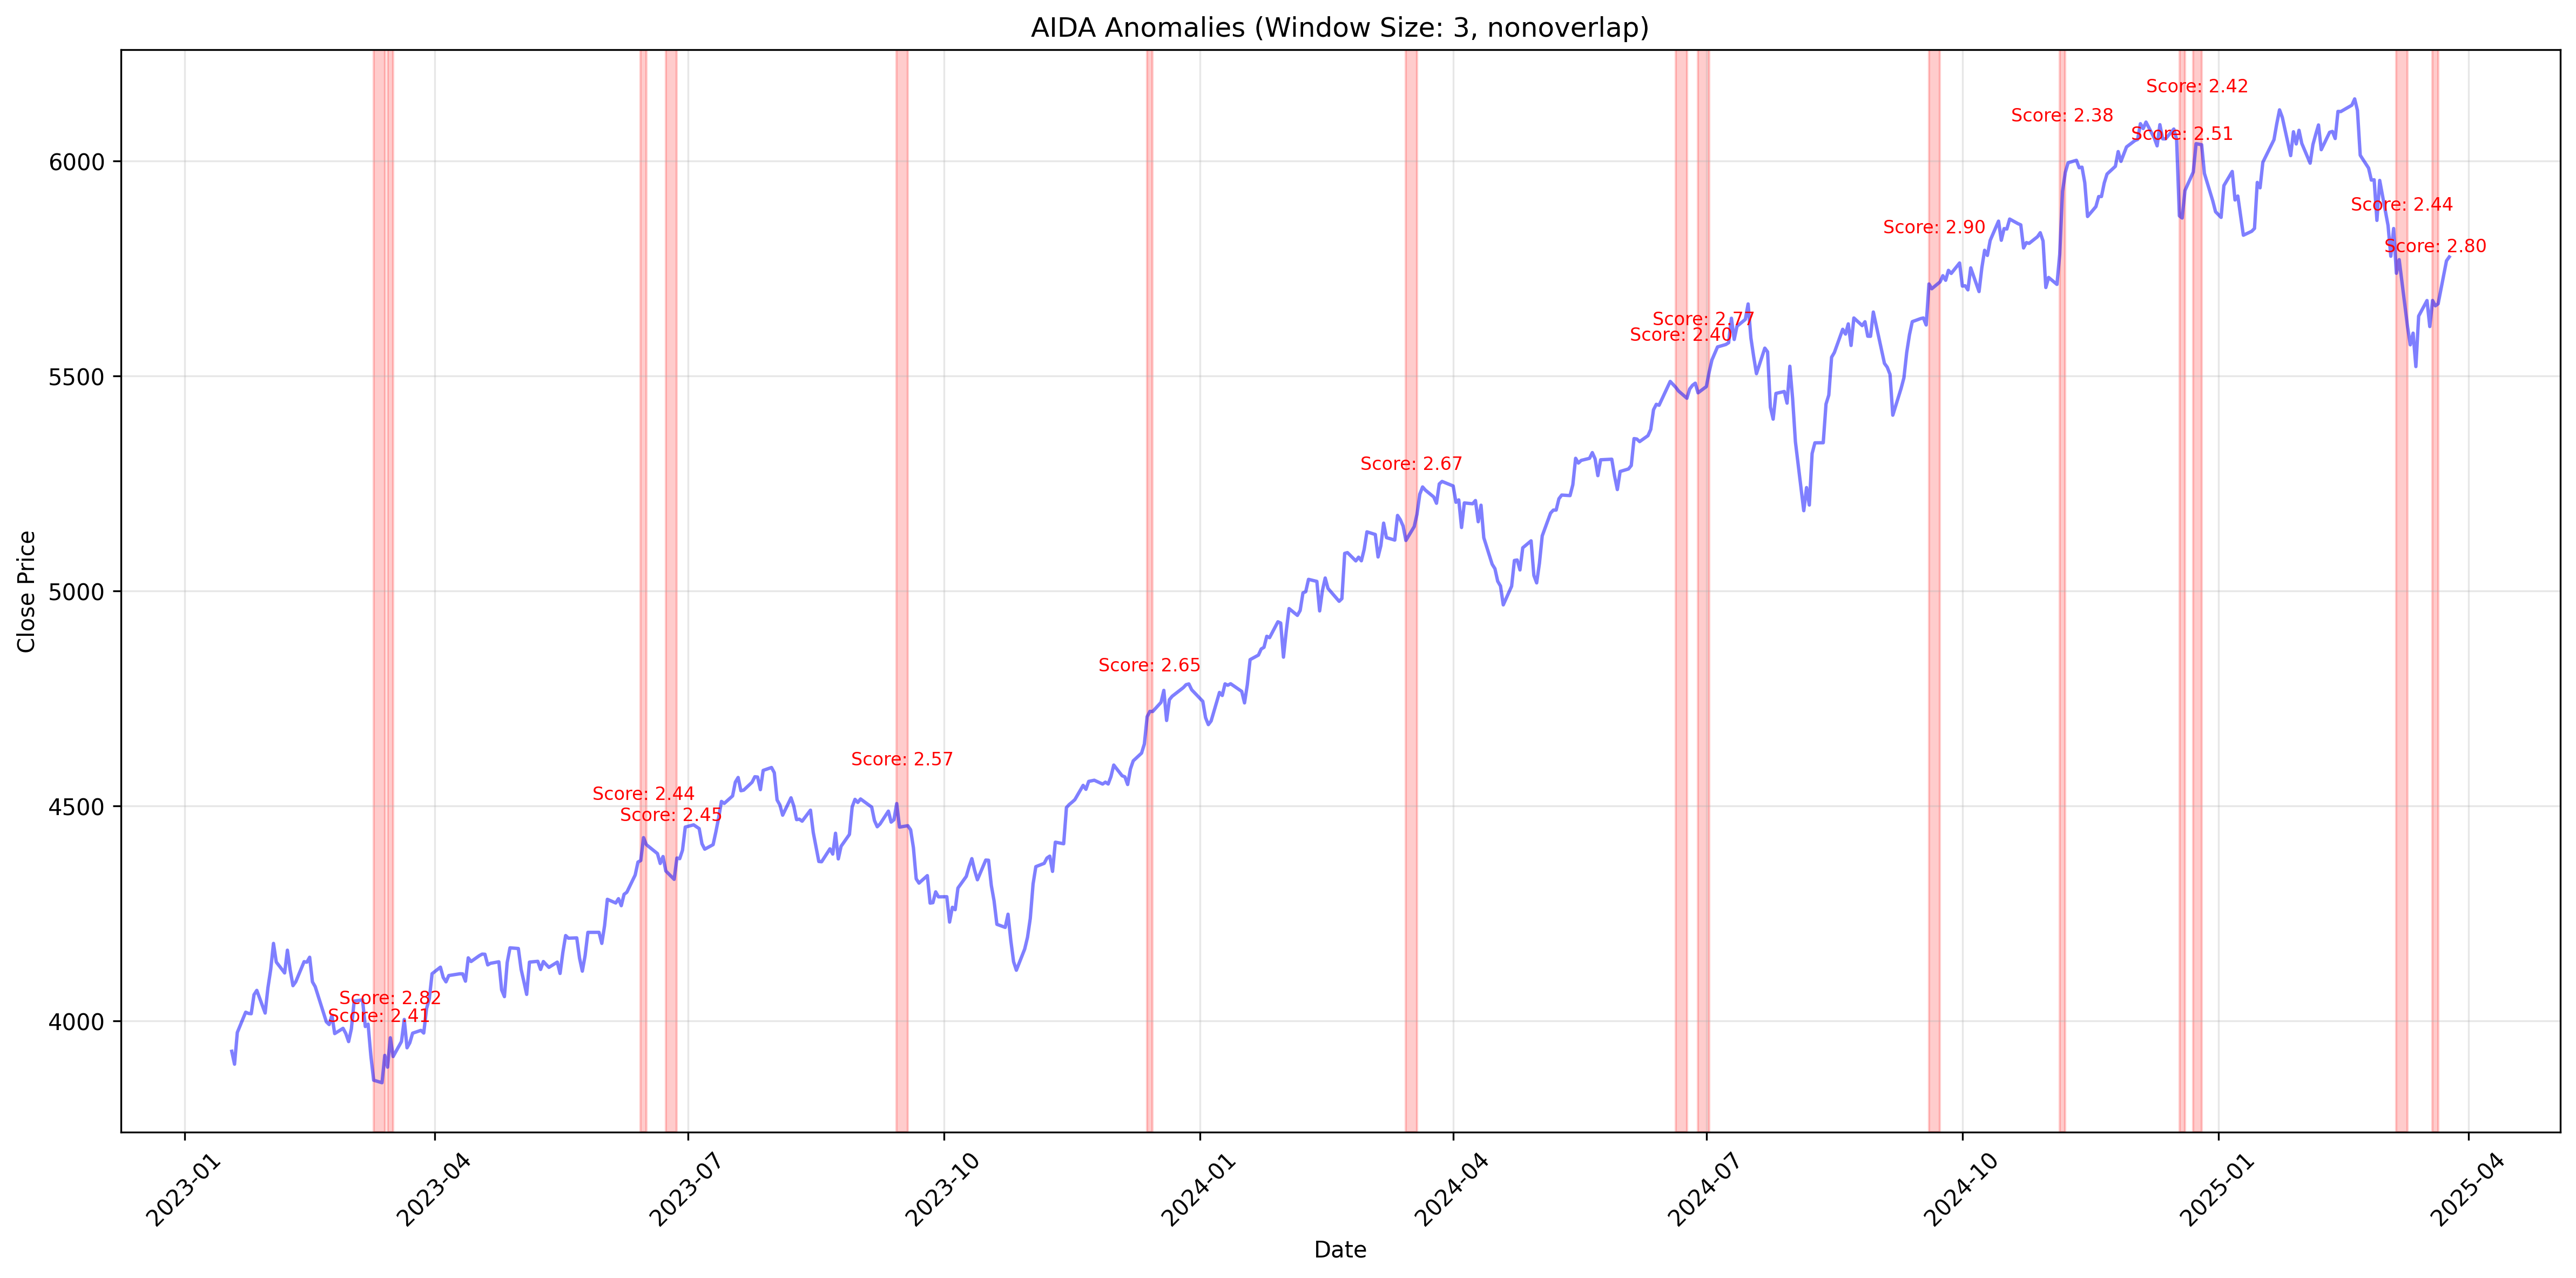 AIDA Anomalies (Window Size: 3, nonoverlap)
Close Price
6000
5500
5000
4500
4000
Score: 2.42
Score: 2.38
Score: 2.51
Score: 2.44
Score: 2.90
Score: 2.80
Score: 2.77
Score: 2.40
Score: 2.67
Score: 2.65
Score: 2.57
Score: 2.44
Score: 2.45
Score: 2.82
Score: 2.41
2023-01
2023-04
2023-07
2023-10
2024-01
2024-04
2024-07
2024-10
2025-01
2025-04
Date